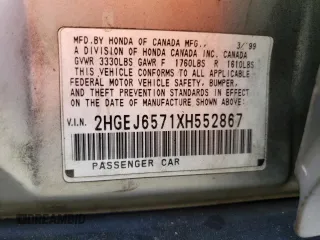 MFD. BY HONDA OF CANADA MFG., 3/99
A DIVISION OF HONDA CANADA INC. CANADA
GVWR 3330LBS GAWR F 1760LBS R 1610LBS
THIS VEHICLE CONFORMS TO ALL APPLICABLE
FEDERAL MOTOR VEHICLE SAFETY, BUMPER,
AND THEFT PREVENTION STANDARDS IN EFFECT
ON THE DATE OF MANUFACTURE SHOWN ABOVE.
V.I.N. 2HGEJ6571XH552867
PASSENGER CAR